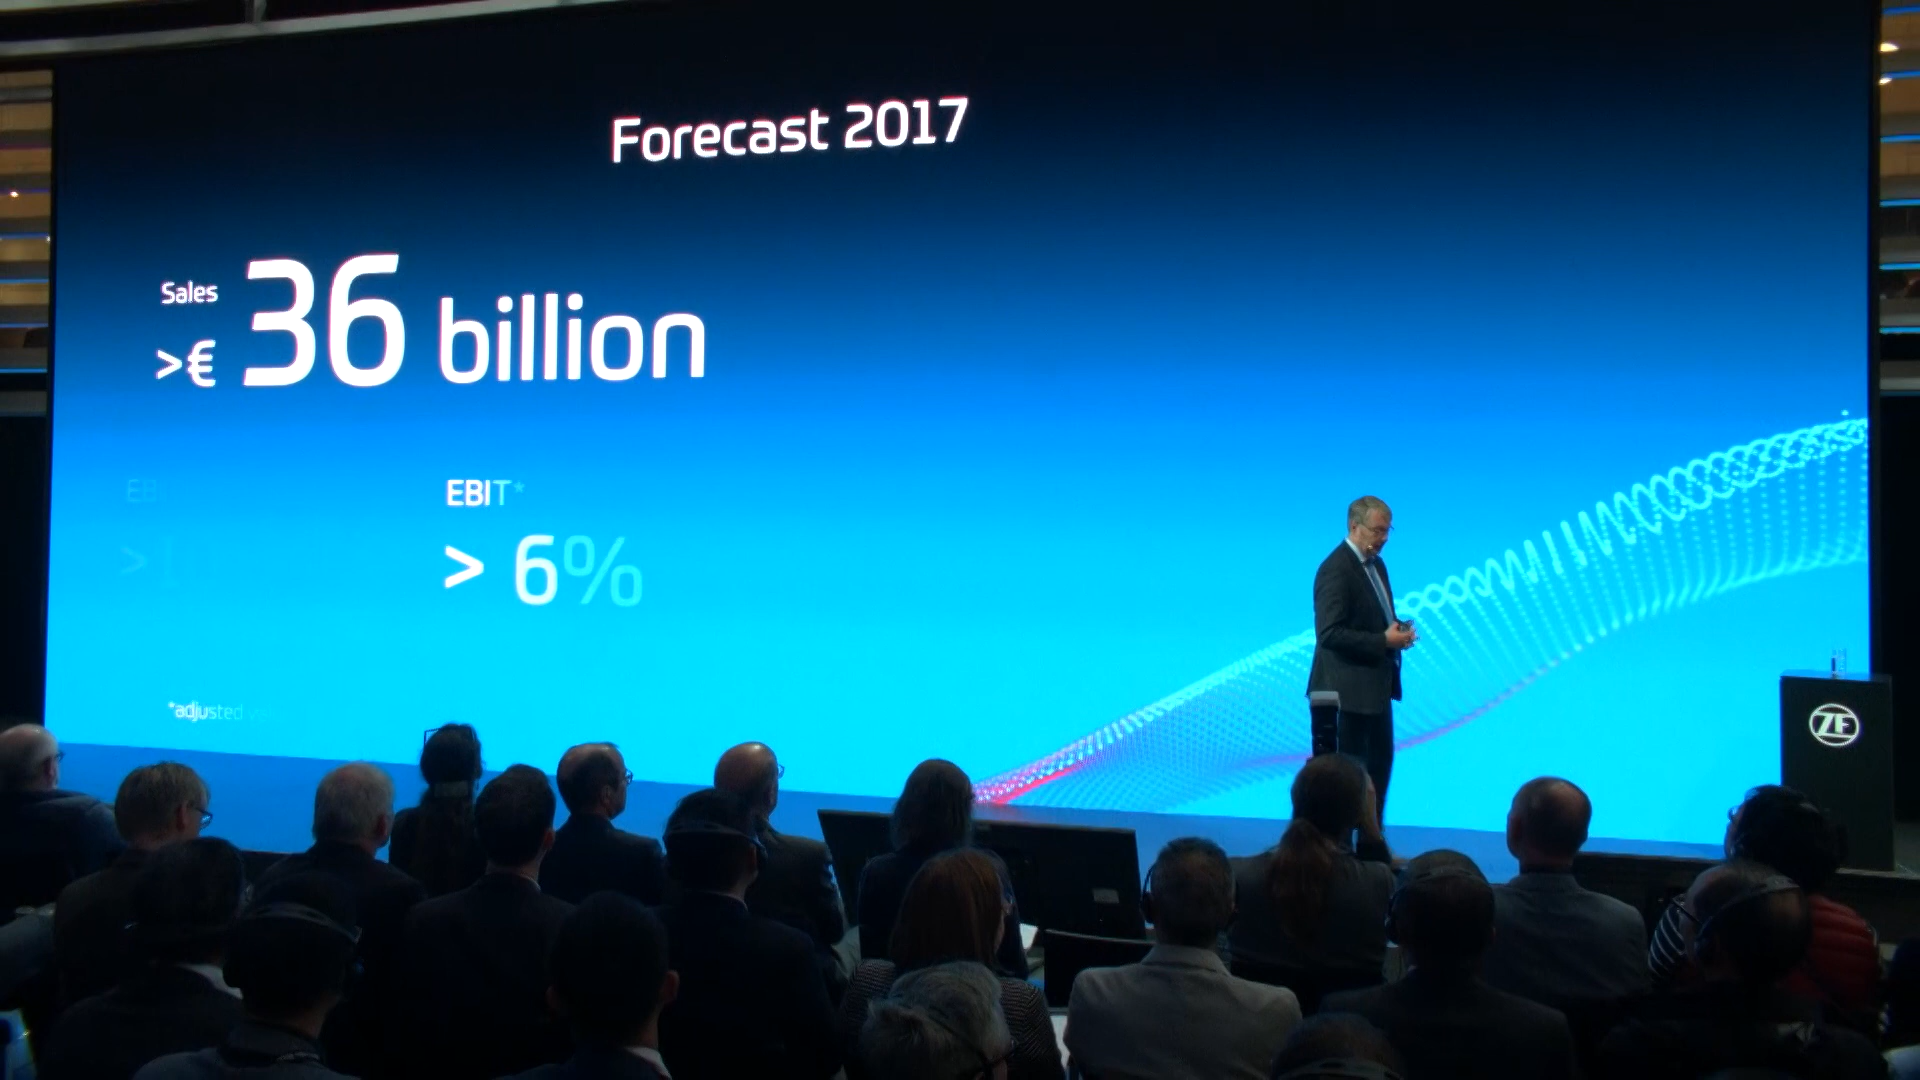 Forecast 2017
Sales
>€ 36 billion
EBIT*
> 6%
*adjusted
ZF